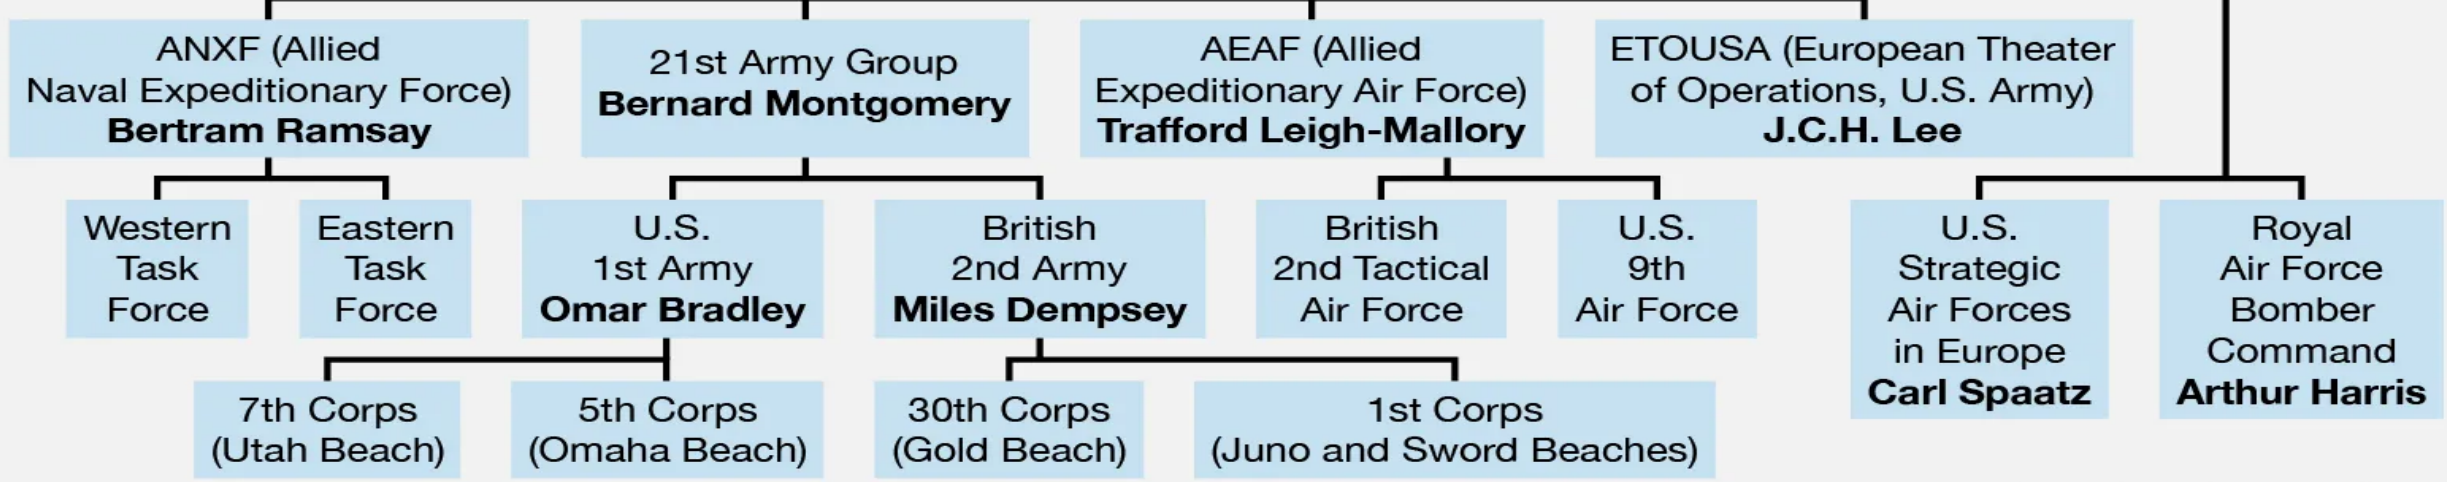 ANXF (Allied
Naval Expeditionary Force)
Bertram Ramsay
21st Army Group
Bernard Montgomery
AEAF (Allied
Expeditionary Air Force)
Trafford Leigh-Mallory
ETOUSA (European Theater
of Operations, U.S. Army)
J.C.H. Lee
Western
Task
Force
Eastern
Task
Force
U.S.
1st Army
Omar Bradley
British
2nd Army
Miles Dempsey
British
2nd Tactical
Air Force
U.S.
9th
Air Force
U.S.
Strategic
Air Forces
in Europe
Carl Spaatz
Royal
Air Force
Bomber
Command
Arthur Harris
7th Corps
(Utah Beach)
5th Corps
(Omaha Beach)
30th Corps
(Gold Beach)
1st Corps
(Juno and Sword Beaches)